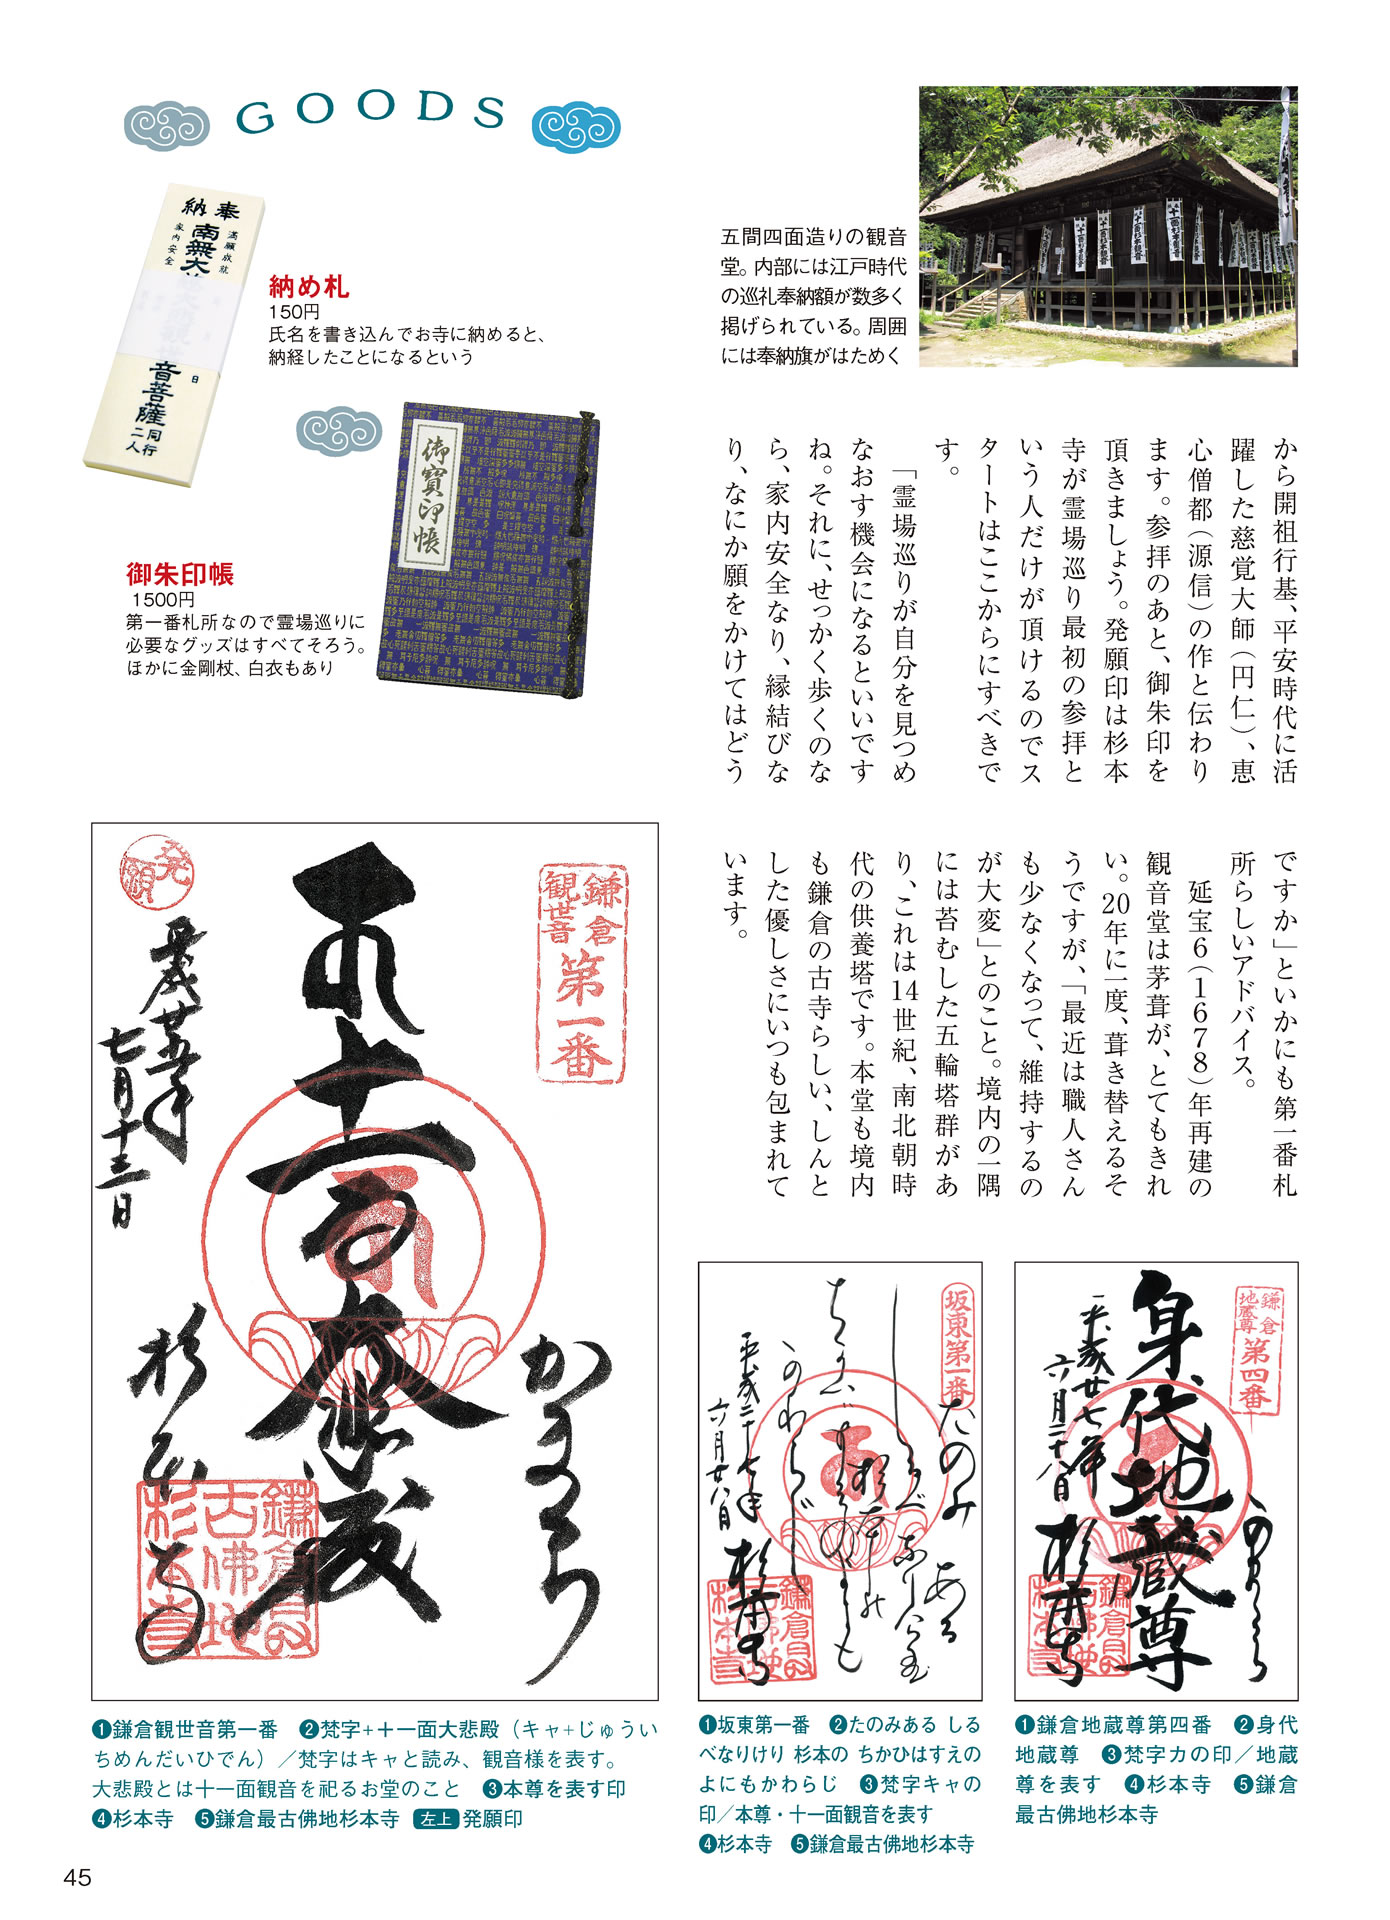 GOODS
奉納
満願成就
家内安全
南無大
音菩薩
日
同行
二人
納め札
150円
氏名を書き込んでお寺に納めると、
納経したことになるという
御寳印帳
御朱印帳
1500円
第一番札所なので霊場巡りに
必要なグッズはすべてそろう。
ほかに金剛杖、白衣もあり
五間四面造りの観音
堂。内部には江戸時代
の巡礼奉納額が数多く
掲げられている。周囲
には奉納旗がはためく
から開祖行基、平安時代に活
躍した慈覚大師（円仁）、恵
心僧都（源信）の作と伝わり
ます。参拝のあと、御朱印を
頂きましょう。発願印は杉本
寺が霊場巡り最初の参拝と
いう人だけが頂けるのでス
タートはここからにすべきで
す。
「霊場巡りが自分を見つめ
なおす機会になるといいです
ね。それに、せっかく歩くのな
ら、家内安全なり、縁結びな
り、なにか願をかけてはどう
ですか」といかにも第一番札
所らしいアドバイス。
延宝6（1678）年再建の
観音堂は茅葺が、とてもきれ
い。20年に一度、葺き替えるそ
うですが、「最近は職人さん
も少なくなって、維持するの
が大変」とのこと。境内の一隅
には苔むした五輪塔群があ
り、これは14世紀、南北朝時
代の供養塔です。本堂も境内
も鎌倉の古寺らしい、しんと
した優しさにいつも包まれて
います。
発願
鎌倉
観世音
第一番
十一面大悲殿
かまくら
平成廿五年
七月十三日
杉本寺
鎌倉最
古佛地
杉本寺
❶鎌倉観世音第一番　❷梵字+十一面大悲殿（キャ+じゅうい
ちめんだいひでん）／梵字はキャと読み、観音様を表す。
大悲殿とは十一面観音を祀るお堂のこと　❸本尊を表す印
❹杉本寺　❺鎌倉最古佛地杉本寺　左上 発願印
坂東第一番
たのみ ある
平成二十七年
六月廿八日
杉本寺
鎌倉最
古佛地
杉本寺
❶坂東第一番　❷たのみある しる
べなりけり 杉本の ちかひはすえの
よにもかわらじ　❸梵字キャの
印／本尊・十一面観音を表す
❹杉本寺　❺鎌倉最古佛地杉本寺
鎌倉
地蔵尊
第四番
身代地蔵尊
かまくら
平成廿七年
六月二十八日
杉本寺
鎌倉最
古佛地
杉本寺
❶鎌倉地蔵尊第四番　❷身代
地蔵尊　❸梵字カの印／地蔵
尊を表す　❹杉本寺　❺鎌倉
最古佛地杉本寺
45